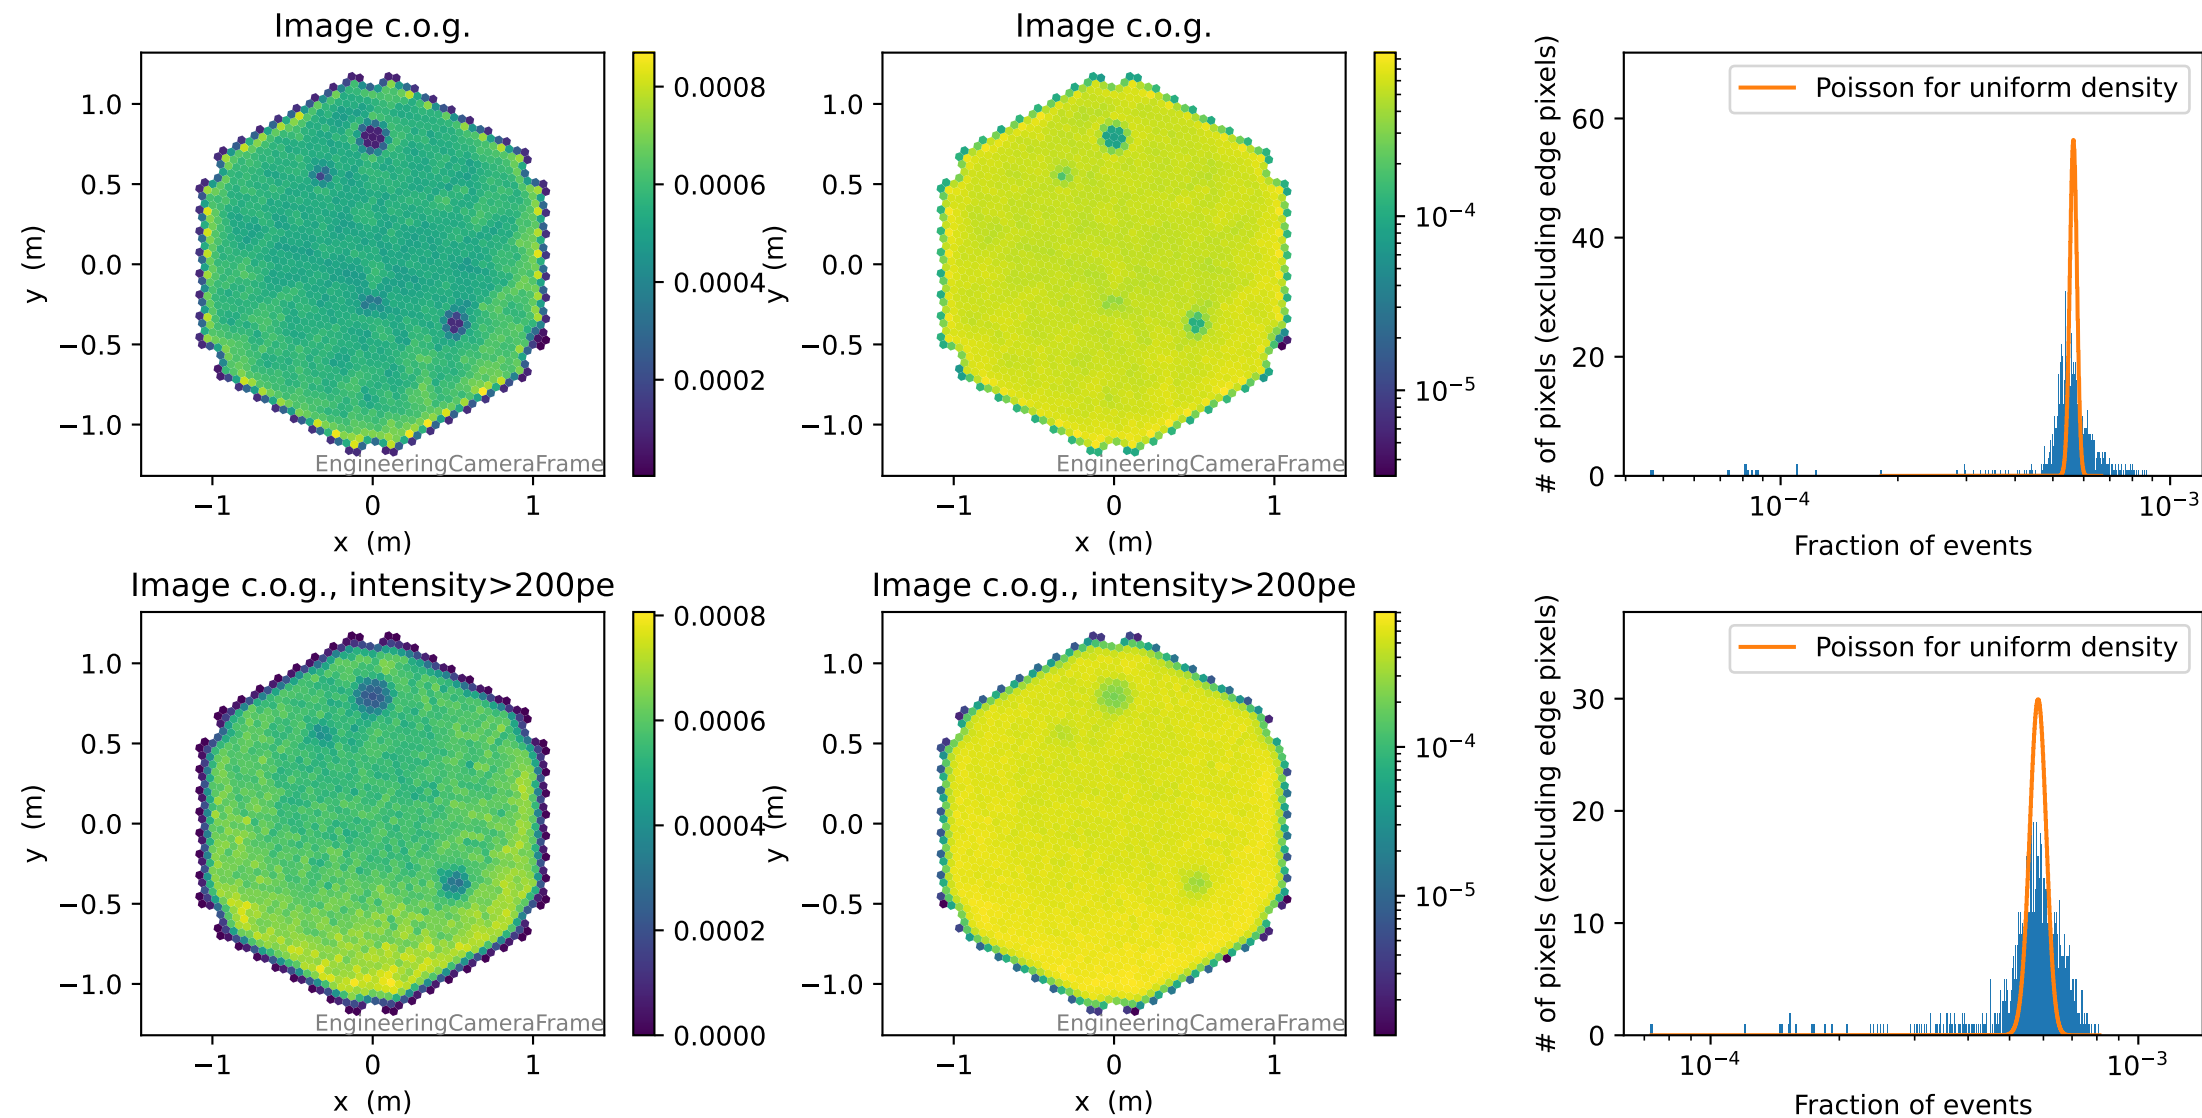 Image c.o.g.
1.0
0.5
0.0
−0.5
−1.0
y (m)
−1
0
1
x (m)
EngineeringCameraFrame
0.0008
0.0006
0.0004
0.0002
Image c.o.g.
1.0
0.5
0.0
−0.5
−1.0
y (m)
−1
0
1
x (m)
EngineeringCameraFrame
10⁻⁴
10⁻⁵
Poisson for uniform density
60
40
20
0
# of pixels (excluding edge pixels)
10⁻⁴
10⁻³
Fraction of events
Image c.o.g., intensity>200pe
1.0
0.5
0.0
−0.5
−1.0
y (m)
−1
0
1
x (m)
EngineeringCameraFrame
0.0008
0.0006
0.0004
0.0002
0.0000
Image c.o.g., intensity>200pe
1.0
0.5
0.0
−0.5
−1.0
y (m)
−1
0
1
x (m)
EngineeringCameraFrame
10⁻⁴
10⁻⁵
Poisson for uniform density
30
20
10
0
# of pixels (excluding edge pixels)
10⁻⁴
10⁻³
Fraction of events